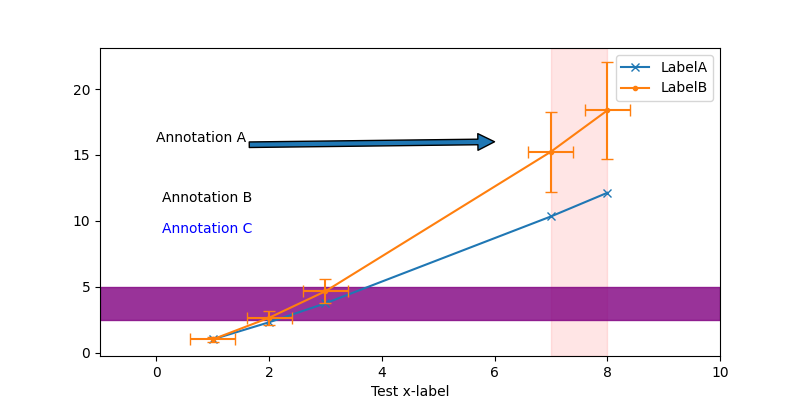 LabelA
LabelB
Annotation A
Annotation B
Annotation C
20
15
10
5
0
0
2
4
6
8
10
Test x-label